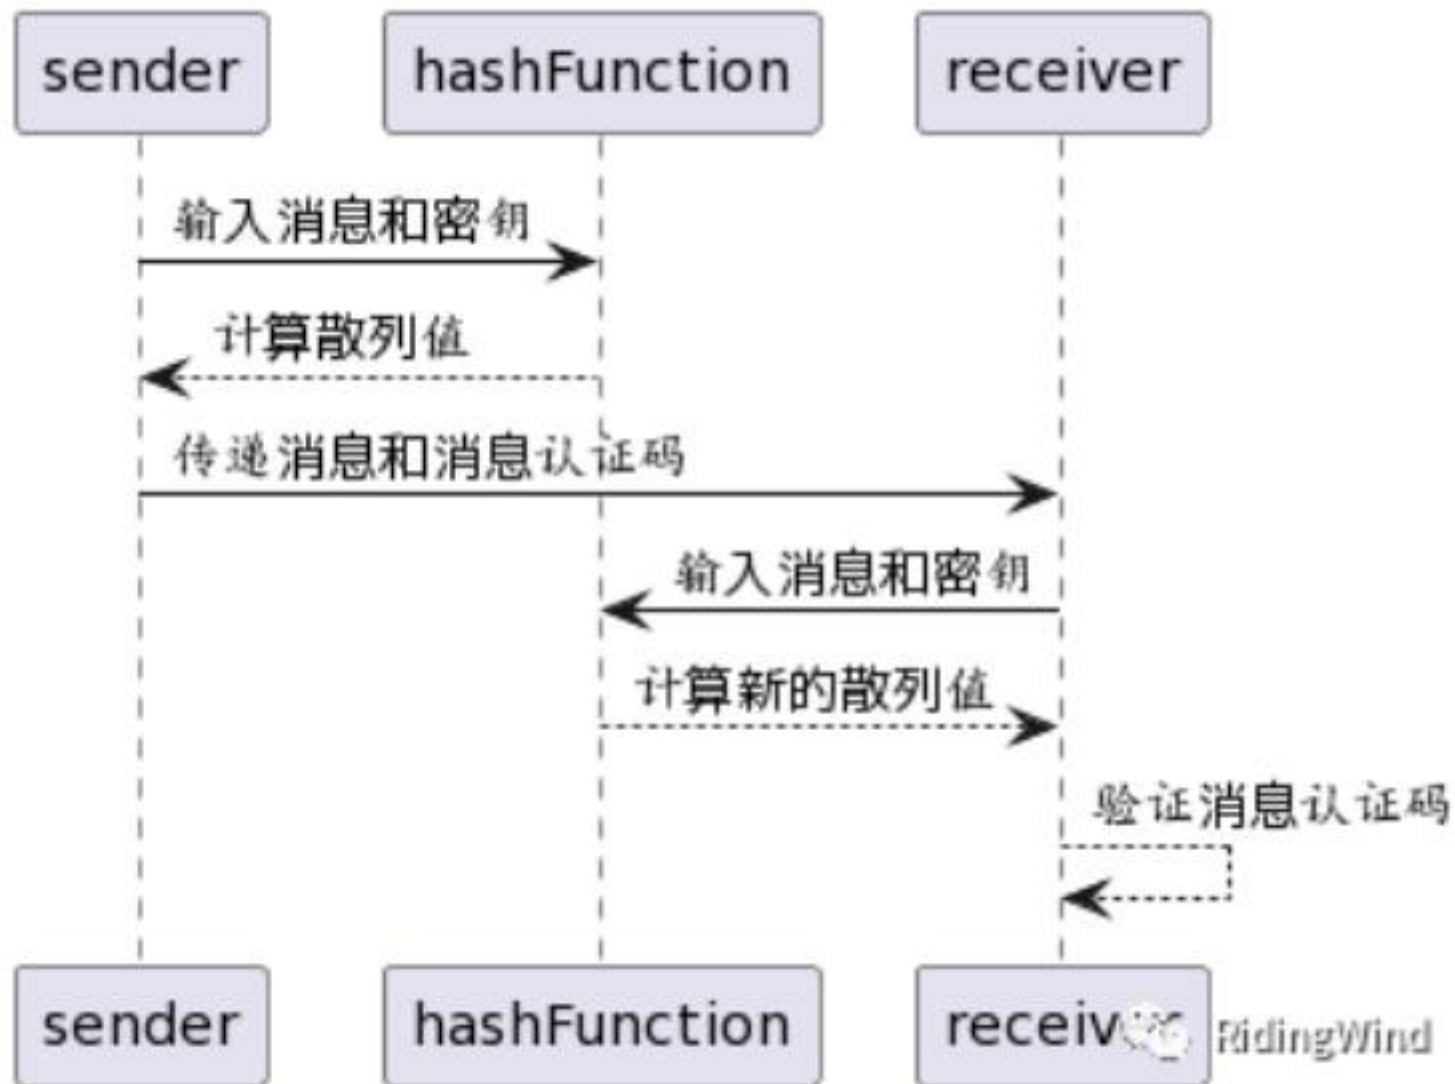 sender hashFunction receiver
输入消息和密钥
计算散列值
传递消息和消息认证码
输入消息和密钥
计算新的散列值
验证消息认证码
sender hashFunction receiver
RidingWind